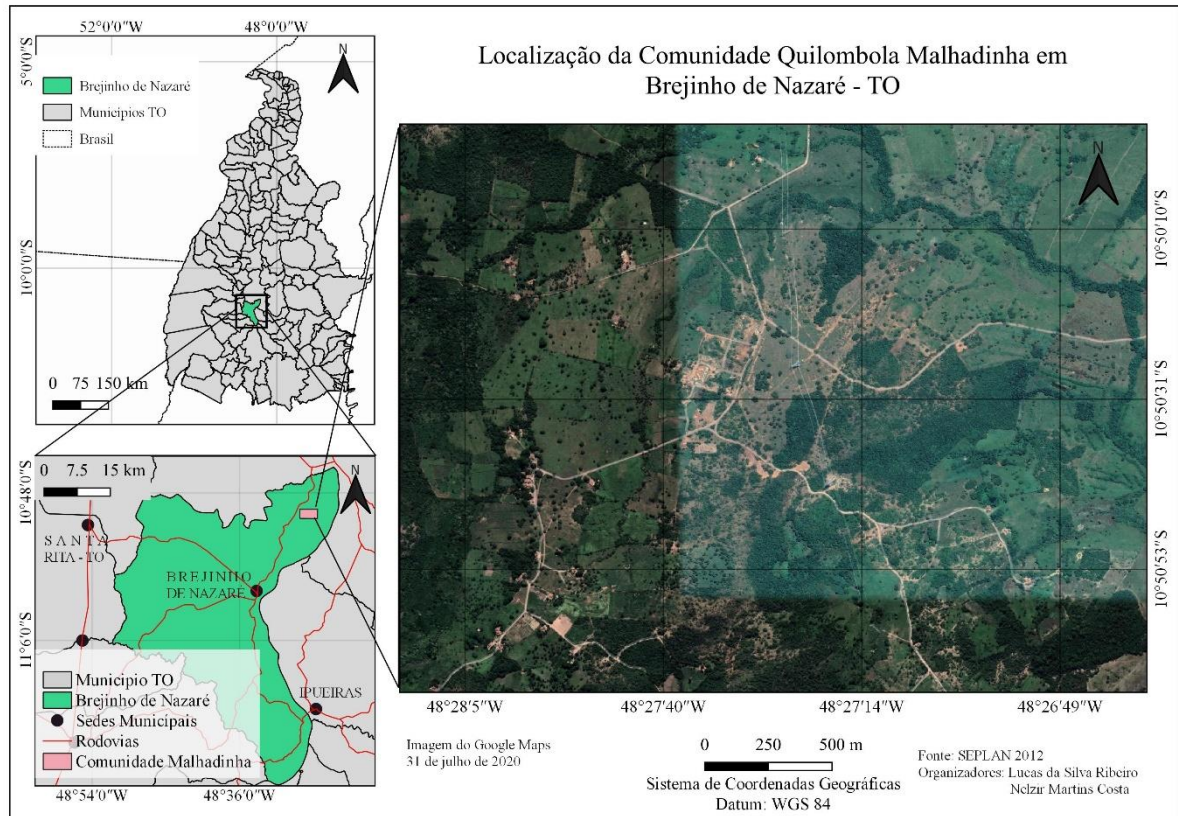 Localização da Comunidade Quilombola Malhadinha em
Brejinho de Nazaré - TO
52°0'0"W
48°0'0"W
5°0'0"S
10°0'0"S
N
Brejinho de Nazaré
Municípios TO
Brasil
0 75 150 km
0 7.5 15 km
N
10°48'0"S
11°6'0"S
SANTA
RITA - TO
BREJINHO
DE NAZARÉ
IPUEIRAS
Município TO
Brejinho de Nazaré
Sedes Municipais
Rodovias
Comunidade Malhadinha
48°54'0"W
48°36'0"W
N
10°50'10"S
10°50'31"S
10°50'53"S
48°28'5"W
48°27'40"W
48°27'14"W
48°26'49"W
Imagem do Google Maps
31 de julho de 2020
0 250 500 m
Sistema de Coordenadas Geográficas
Datum: WGS 84
Fonte: SEPLAN 2012
Organizadores: Lucas da Silva Ribeiro
Nelzir Martins Costa